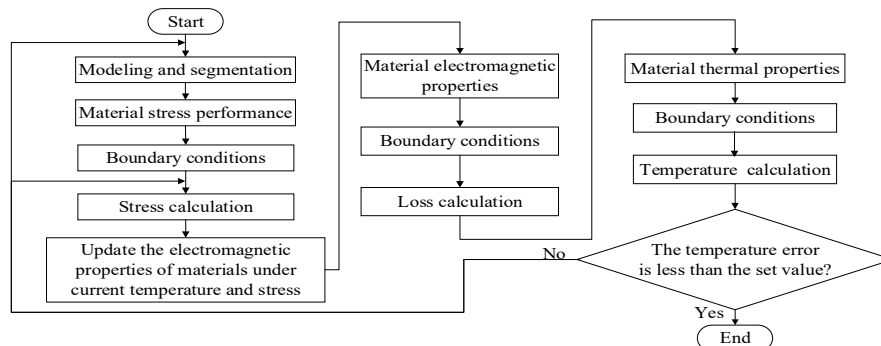 Start
Modeling and segmentation
Material stress performance
Boundary conditions
Stress calculation
Update the electromagnetic
properties of materials under
current temperature and stress
Material electromagnetic
properties
Boundary conditions
Loss calculation
Material thermal properties
Boundary conditions
Temperature calculation
The temperature error
is less than the set value?
No
Yes
End